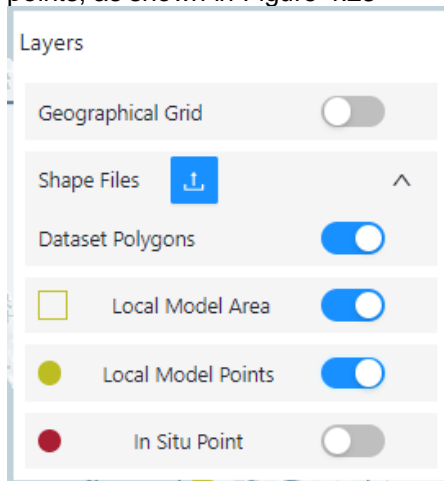 Layers
Geographical Grid
Shape Files
Dataset Polygons
Local Model Area
Local Model Points
In Situ Point